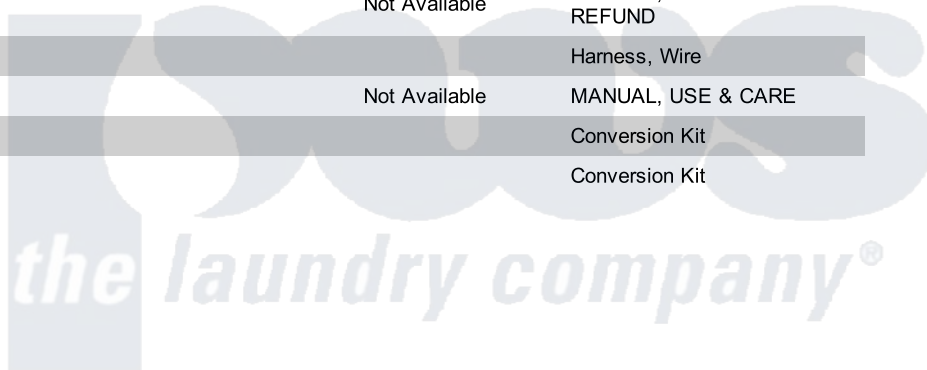 Not Available
REFUND
Harness, Wire
Not Available MANUAL, USE & CARE
Conversion Kit
Conversion Kit
the laundry company®